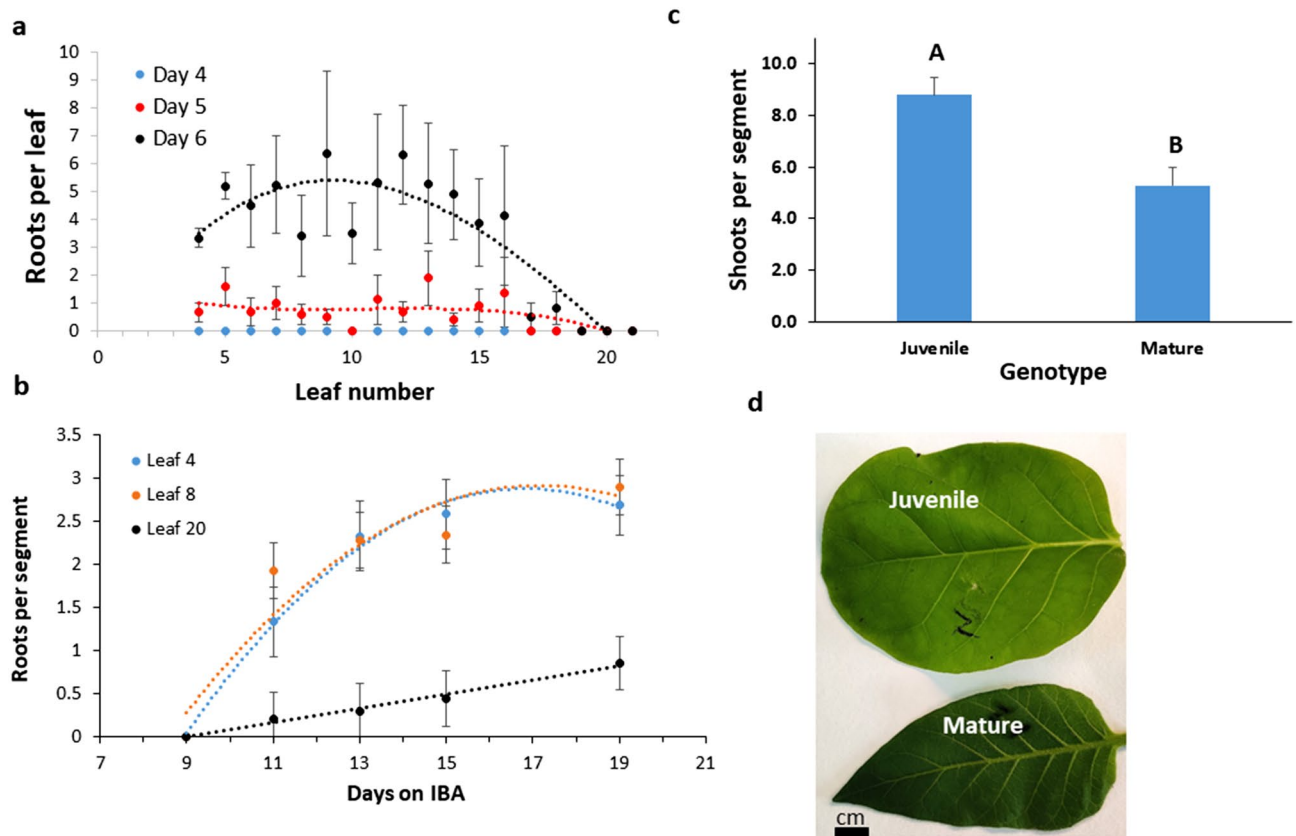 a
10
9
8
7
6
5
4
3
2
1
0
Roots per leaf
Day 4
Day 5
Day 6
0 5 10 15 20
Leaf number
b
3.5
3
2.5
2
1.5
1
0.5
0
Roots per segment
Leaf 4
Leaf 8
Leaf 20
7 9 11 13 15 17 19 21
Days on IBA
c
10.0
8.0
6.0
4.0
2.0
0.0
Shoots per segment
A
B
Juvenile Mature
Genotype
d
Juvenile
Mature
cm